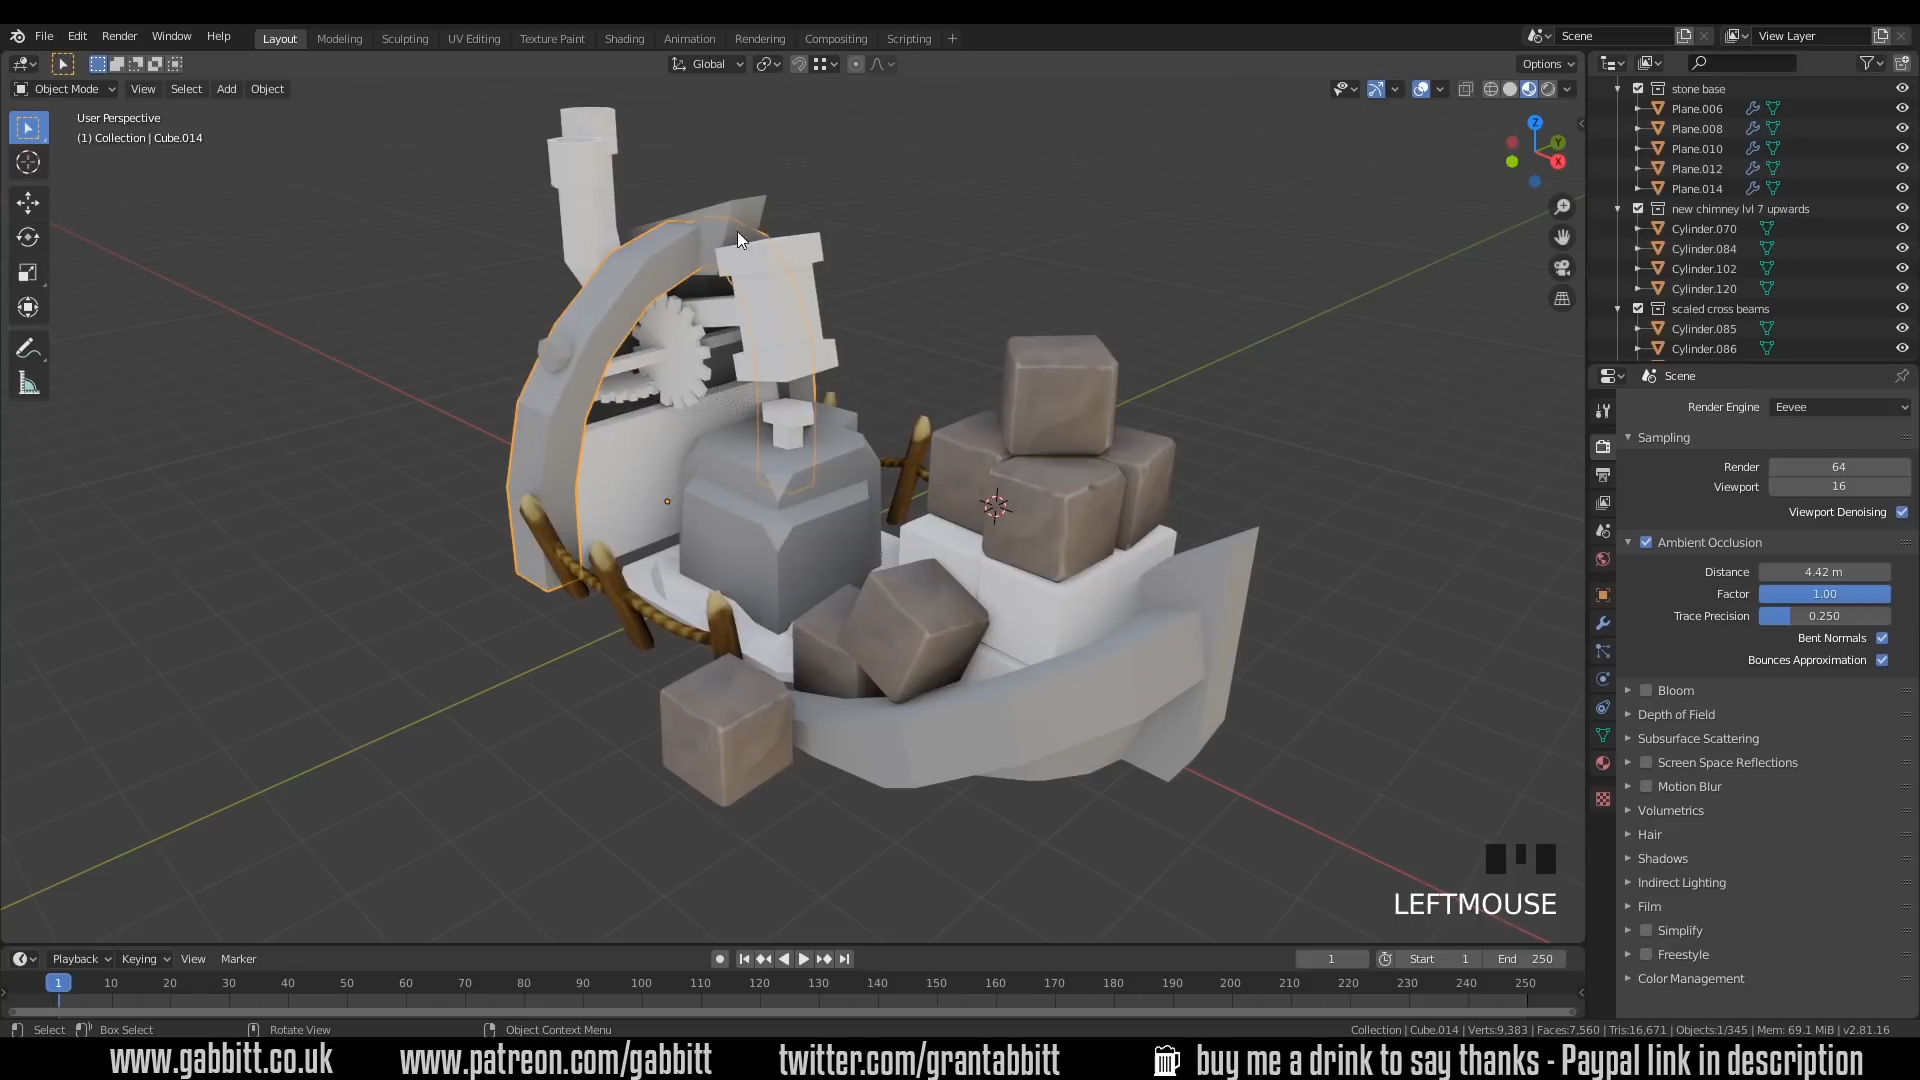 File Edit Render Window Help Layout Modeling Sculpting UV Editing Texture Paint Shading Animation Rendering Compositing Scripting + Scene View Layer
Global Options
Object Mode View Select Add Object
User Perspective
(1) Collection | Cube.014
Z
Y
X
stone base
Plane.006
Plane.008
Plane.010
Plane.012
Plane.014
new chimney lvl 7 upwards
Cylinder.070
Cylinder.084
Cylinder.102
Cylinder.120
scaled cross beams
Cylinder.085
Cylinder.086
Scene
Render Engine Eevee
Sampling
Render 64
Viewport 16
Viewport Denoising
Ambient Occlusion
Distance 4.42 m
Factor 1.00
Trace Precision 0.250
Bent Normals
Bounces Approximation
Bloom
Depth of Field
Subsurface Scattering
Screen Space Reflections
Motion Blur
Volumetrics
Hair
Shadows
Indirect Lighting
Film
Simplify
Freestyle
Color Management
LEFTMOUSE
Playback Keying View Marker 1 Start 1 End 250
1 10 20 30 40 50 60 70 80 90 100 110 120 130 140 150 160 170 180 190 200 210 220 230 240 250
Select Box Select Rotate View Object Context Menu Collection | Cube.014 | Verts:9,383 | Faces:7,560 | Tris:16,671 | Objects:1/345 | Mem: 69.1 MiB | v2.81.16
www.gabbitt.co.uk www.patreon.com/gabbitt twitter.com/grantabbitt buy me a drink to say thanks - Paypal link in description